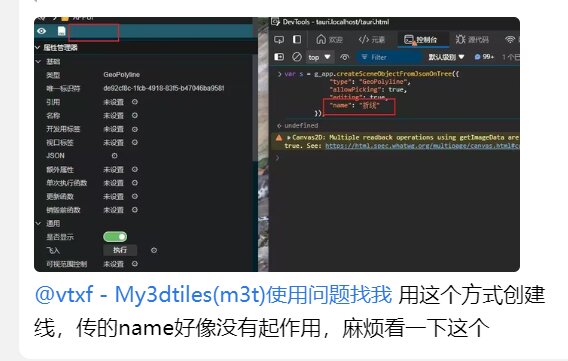 DevTools - tauri.localhost/tauri.html
欢迎
元素
控制台
源代码
top
Filter
默认级别
99+
属性管理器
基础
类型 GeoPolyline
唯一标识符 de92cf8c-1fcb-4918-83f5-b47046ba9581
引用 未设置
名称 未设置
开发用标签 未设置
视口标签 未设置
JSON
额外属性 未设置
单次执行函数 未设置
更新函数 未设置
销毁前函数 未设置
通用
是否显示
飞入 执行
可视范围控制 未设置
var s = g_app.createSceneObjectFromJsonOnTree({
"type": "GeoPolyline",
"allowPicking": true,
"editing": true,
"name": "折线"
});
undefined
Canvas2D: Multiple readback operations using getImageData are
true. See: https://html.spec.whatwg.org/multipage/canvas.html#c
@vtxf - My3dtiles(m3t)使用问题找我 用这个方式创建
线，传的name好像没有起作用，麻烦看一下这个